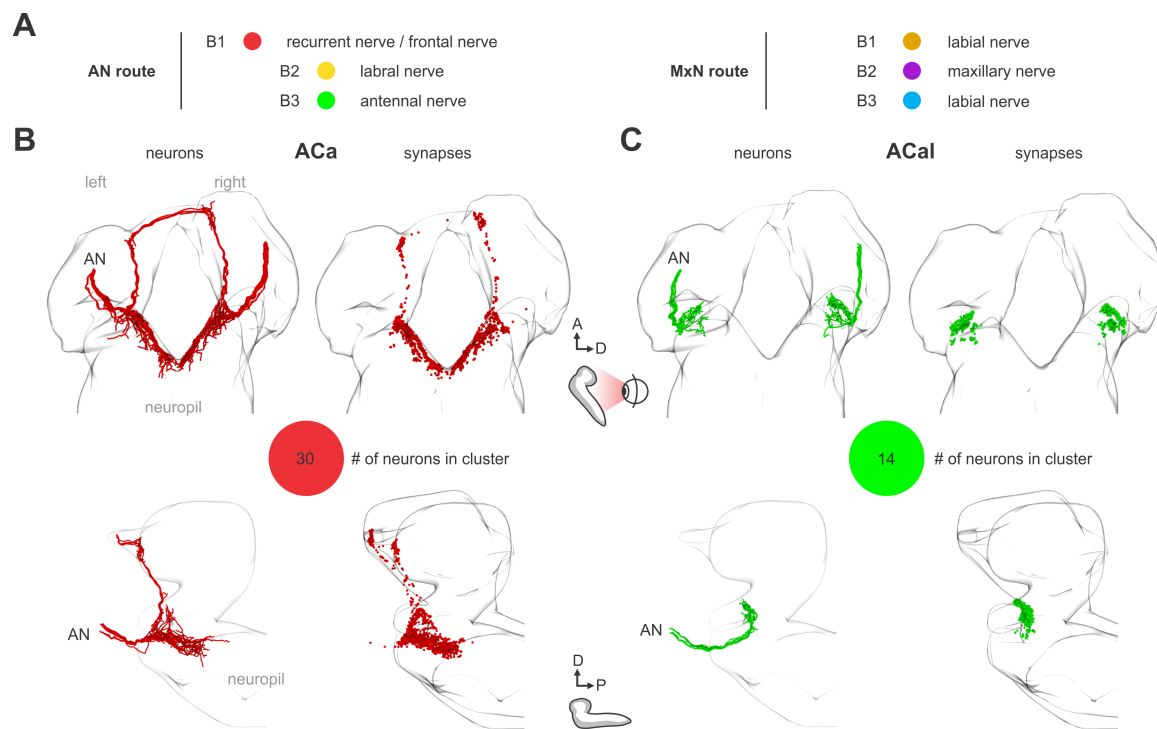 A
AN route
B1 recurrent nerve / frontal nerve
B2 labral nerve
B3 antennal nerve
MxN route
B1 labial nerve
B2 maxillary nerve
B3 labial nerve
B
neurons ACa synapses
left right
AN
neuropil
A
D
C
neurons ACal synapses
AN
30 # of neurons in cluster
14 # of neurons in cluster
AN
neuropil
D
P
AN